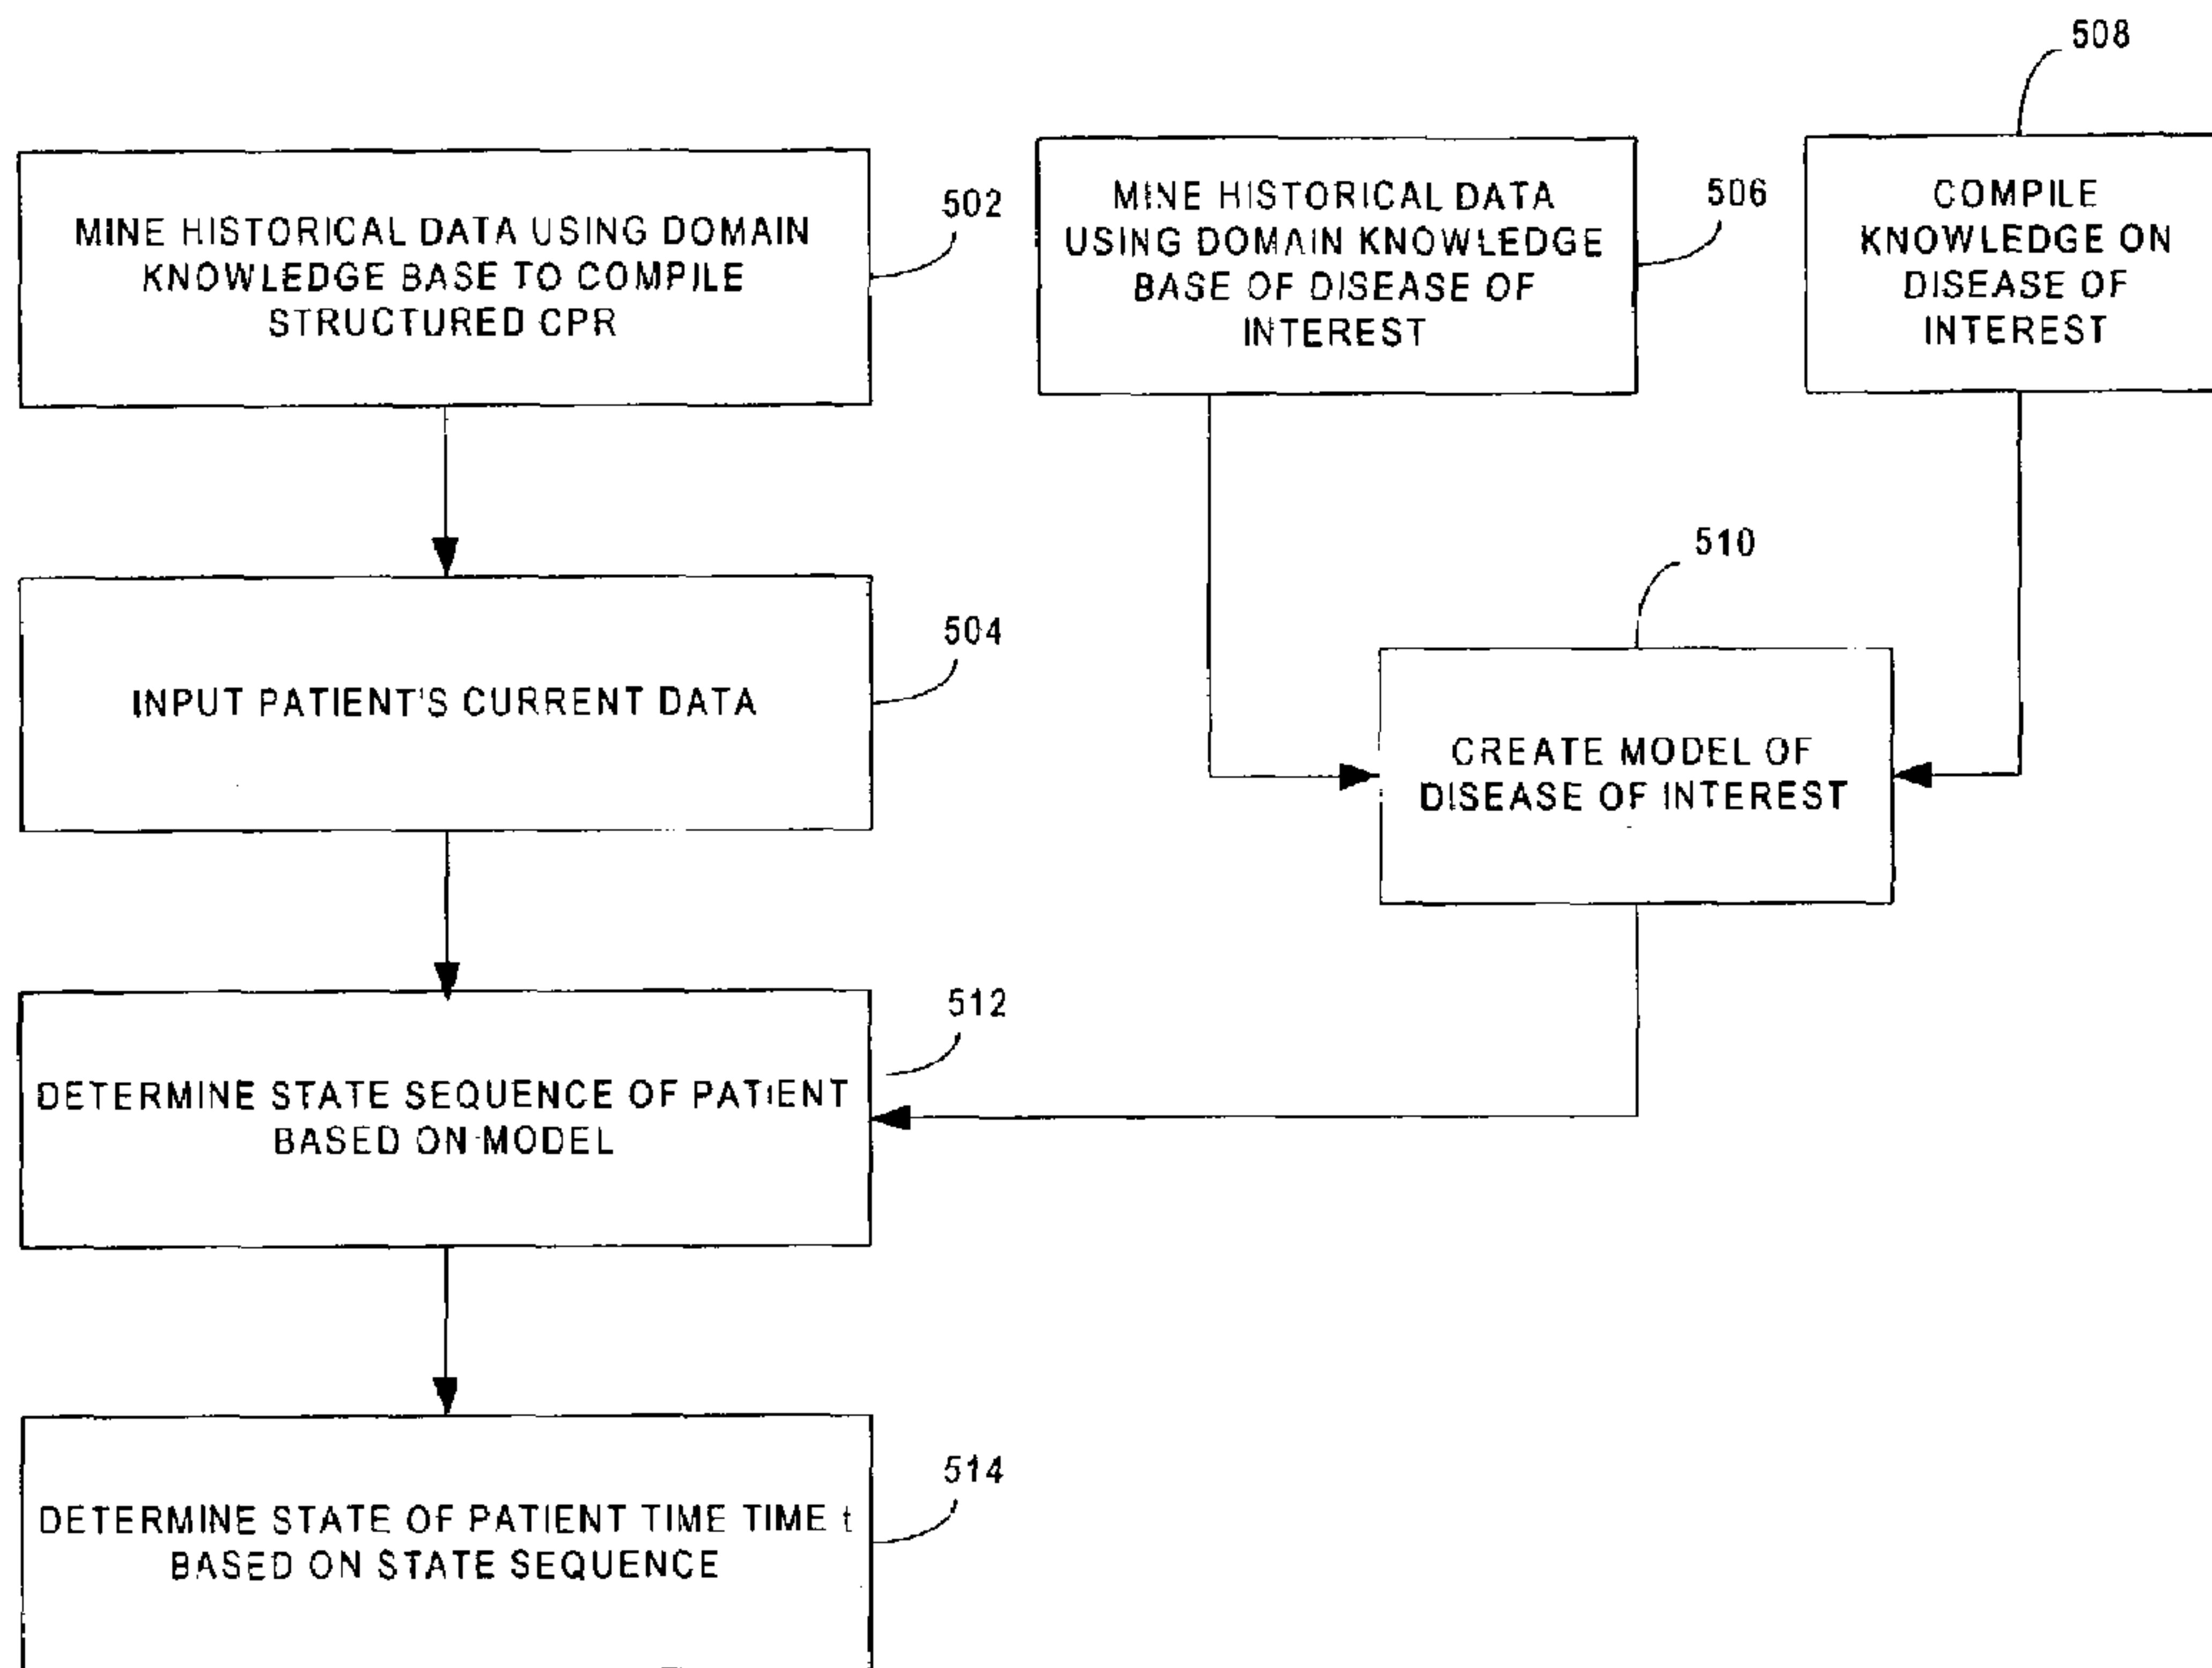 508
MINE HISTORICAL DATA USING DOMAIN
KNOWLEDGE BASE TO COMPILE
STRUCTURED CPR
502
MINE HISTORICAL DATA
USING DOMAIN KNOWLEDGE
BASE OF DISEASE OF
INTEREST
506
COMPILE
KNOWLEDGE ON
DISEASE OF
INTEREST
510
INPUT PATIENT'S CURRENT DATA
504
CREATE MODEL OF
DISEASE OF INTEREST
DETERMINE STATE SEQUENCE OF PATIENT
BASED ON MODEL
512
DETERMINE STATE OF PATIENT TIME TIME t
BASED ON STATE SEQUENCE
514